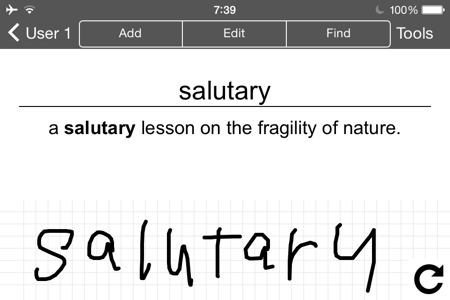 7:39
100%
User 1
Add
Edit
Find
Tools
salutary
a salutary lesson on the fragility of nature.
salutary